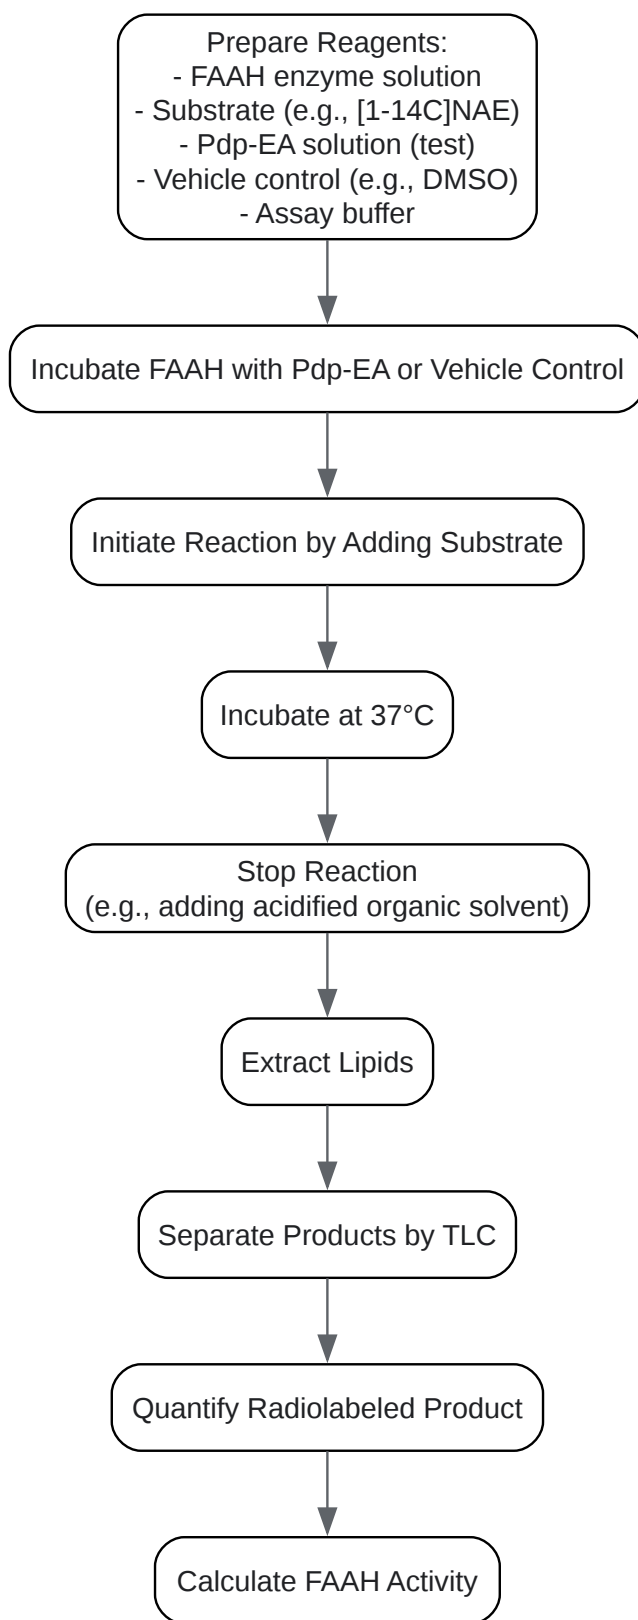 Prepare Reagents:
- FAAH enzyme solution
- Substrate (e.g., [1-14C]NAE)
- Pdp-EA solution (test)
- Vehicle control (e.g., DMSO)
- Assay buffer
Incubate FAAH with Pdp-EA or Vehicle Control
Initiate Reaction by Adding Substrate
Incubate at 37°C
Stop Reaction
(e.g., adding acidified organic solvent)
Extract Lipids
Separate Products by TLC
Quantify Radiolabeled Product
Calculate FAAH Activity